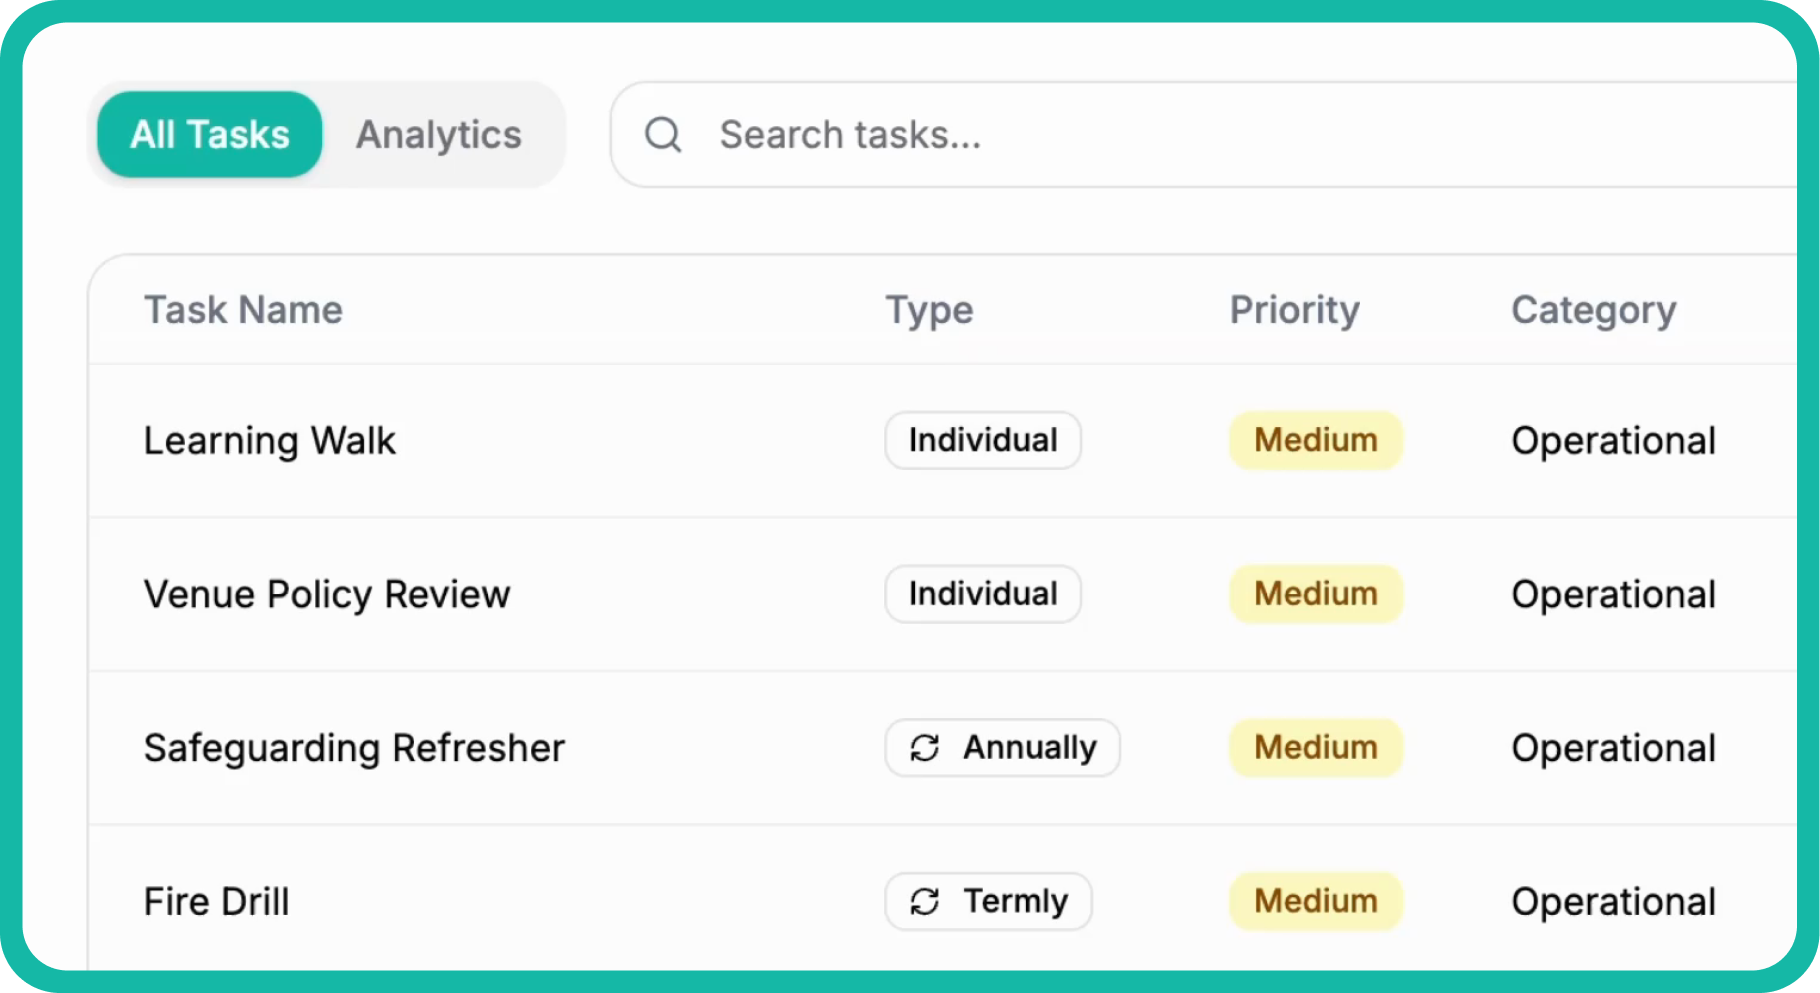 All Tasks Analytics Search tasks...
Task Name Type Priority Category
Learning Walk Individual Medium Operational
Venue Policy Review Individual Medium Operational
Safeguarding Refresher Annually Medium Operational
Fire Drill Termly Medium Operational